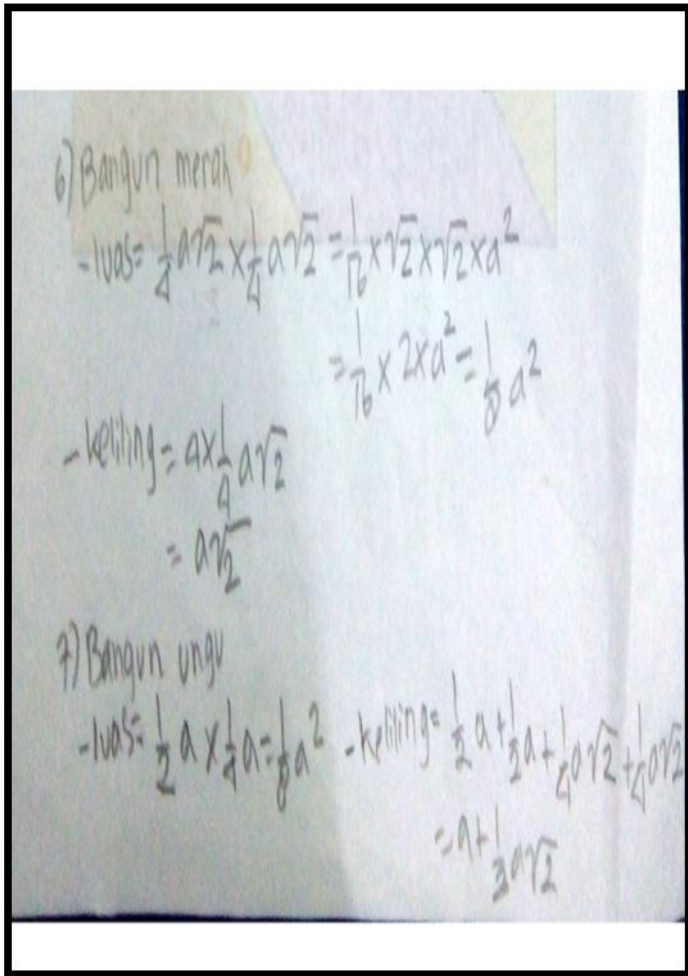 6) Bangun merah
-luas= 1/4 a√2 × 1/4 a√2 = 1/16 × √2 × √2 × a²
= 1/16 × 2 × a² = 1/8 a²
-keliling = 4 × 1/4 a√2
= a√2
7) Bangun ungu
-luas= 1/2 a × 1/4 a = 1/8 a² -keliling= 1/2 a + 1/2 a + 1/4 a√2 + 1/4 a√2
= a + 1/2 a√2